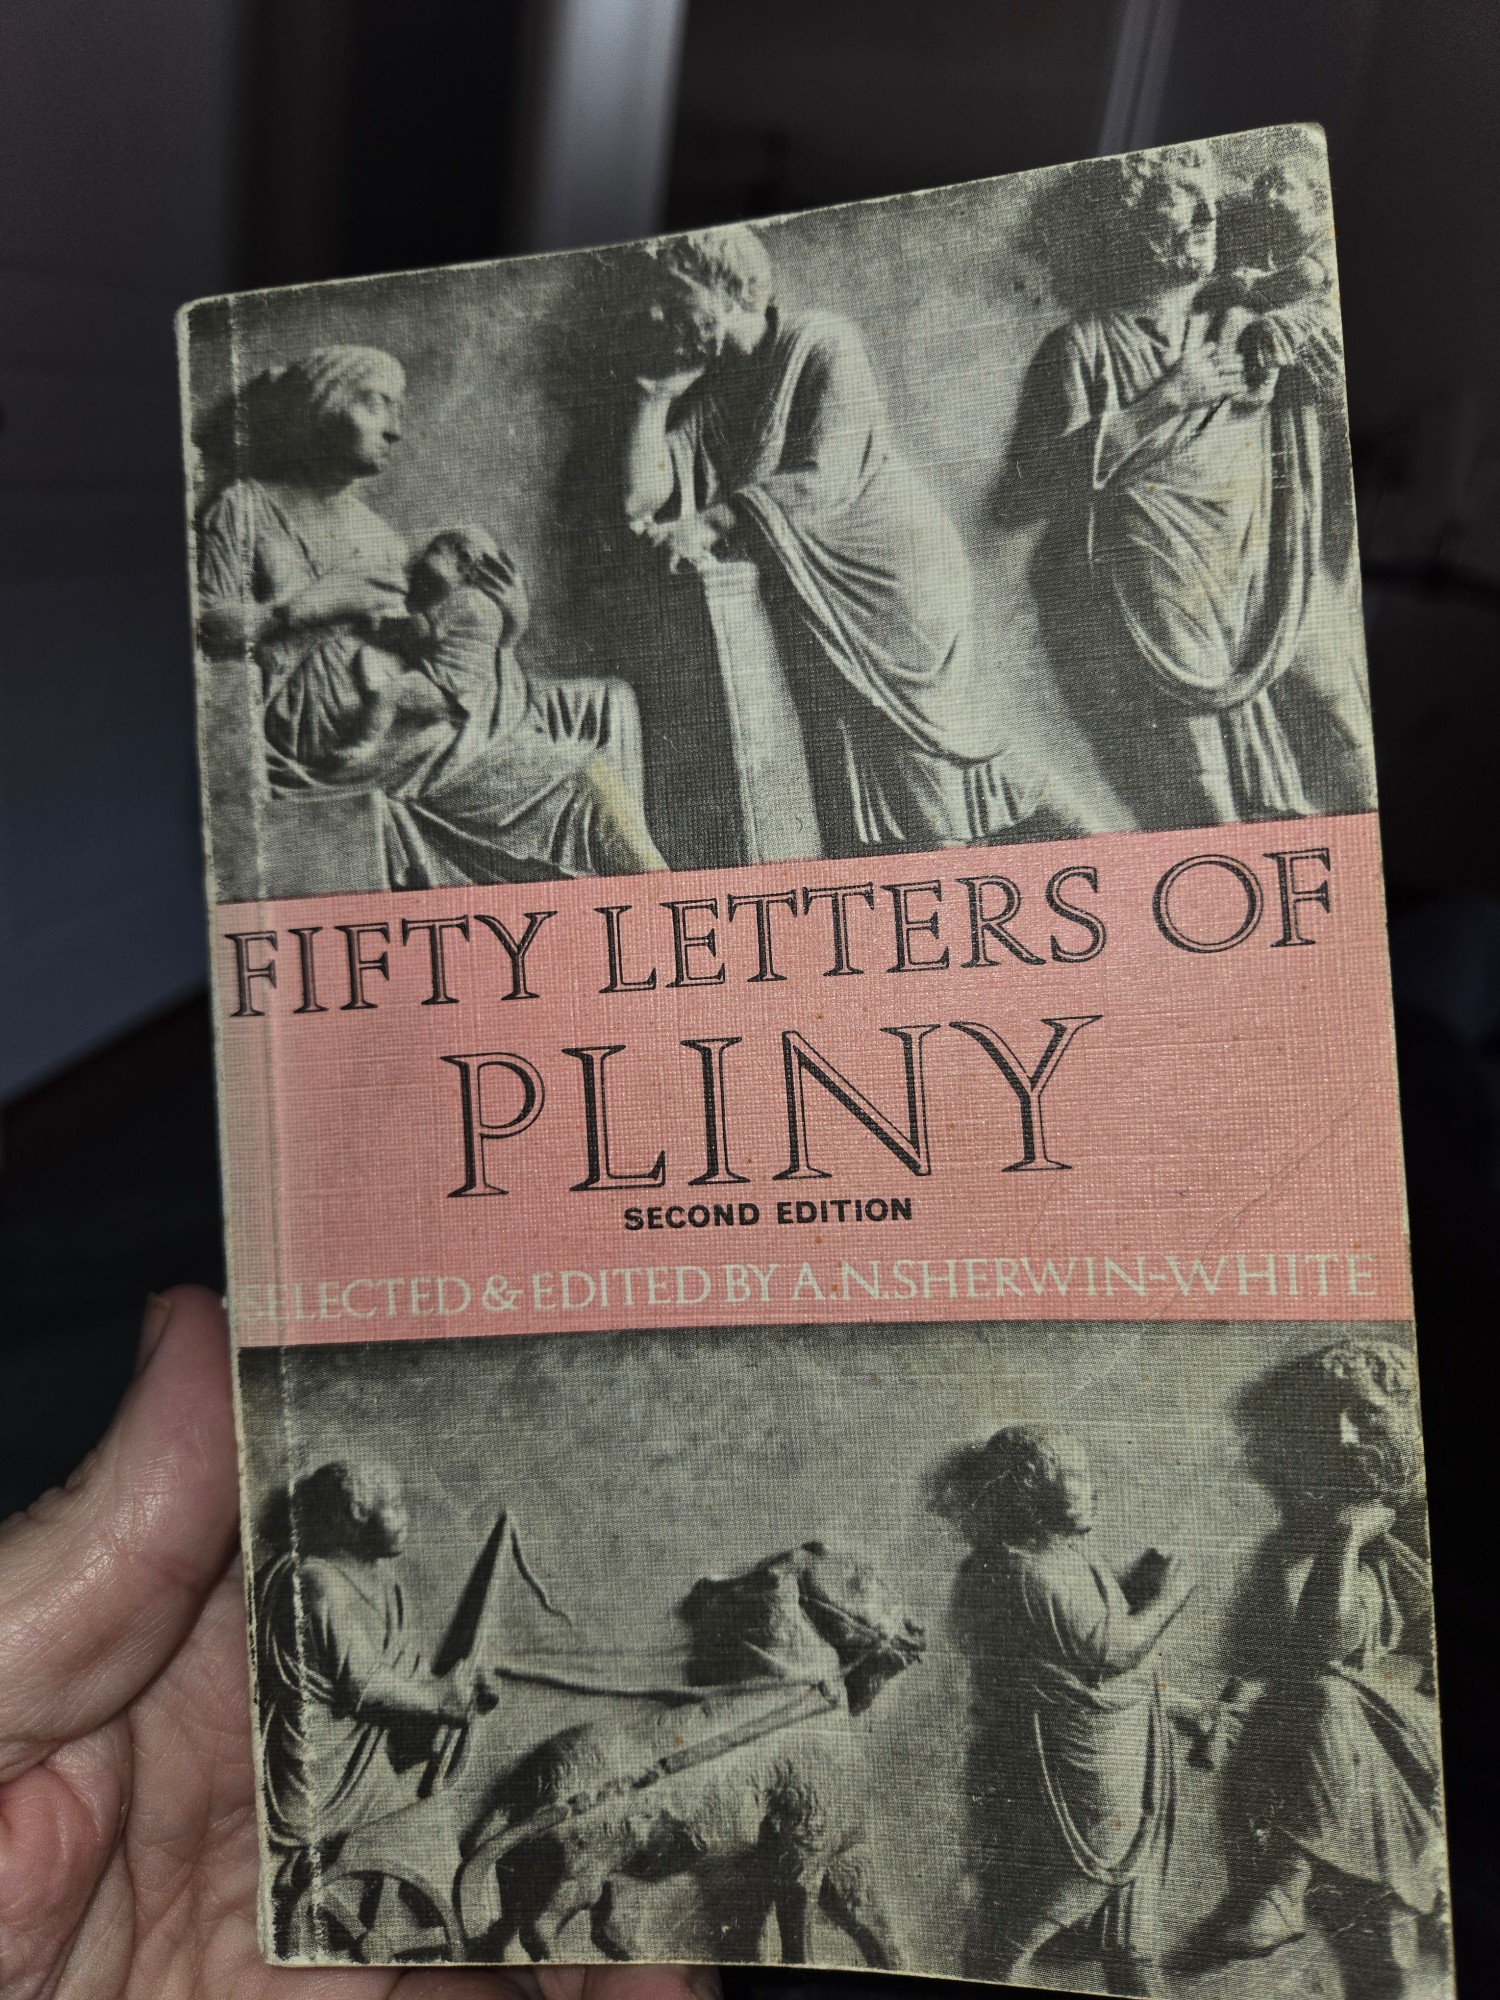 FIFTY LETTERS OF
PLINY
SECOND EDITION
SELECTED & EDITED BY A.N.SHERWIN-WHITE